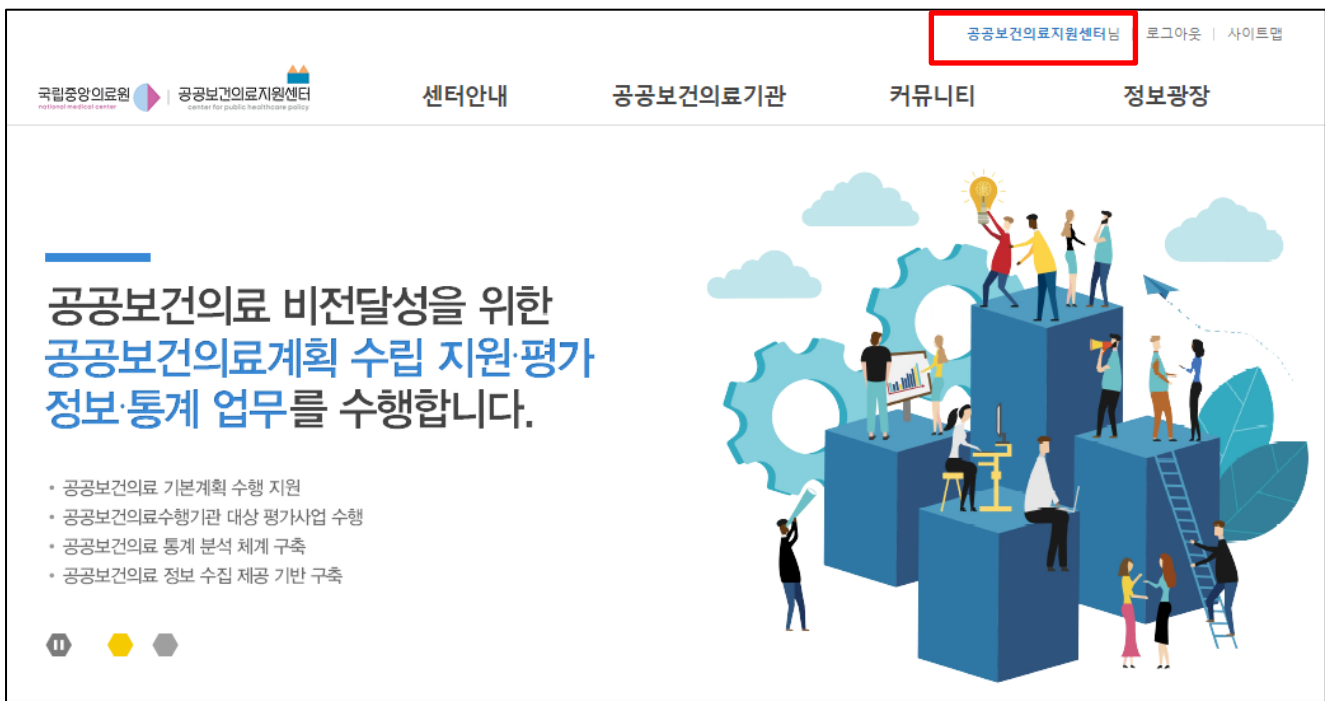 공공보건의료지원센터님 | 로그아웃 | 사이트맵
국립중앙의료원 | 공공보건의료지원센터
national medical center center for public healthcare policy
센터안내 공공보건의료기관 커뮤니티 정보광장
공공보건의료 비전달성을 위한
공공보건의료계획 수립 지원·평가
정보·통계 업무를 수행합니다.
• 공공보건의료 기본계획 수행 지원
• 공공보건의료수행기관 대상 평가사업 수행
• 공공보건의료 통계 분석 체계 구축
• 공공보건의료 정보 수집 제공 기반 구축